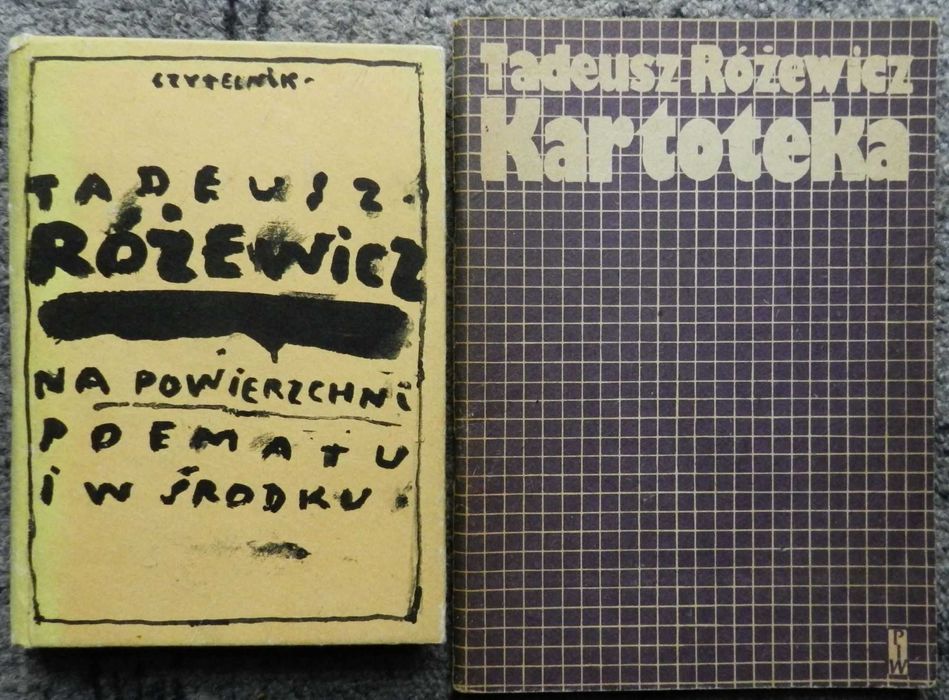 CZYTELNIK
TADEUSZ
RÓŻEWICZ
NA POWIERZCHNI
POEMATU
I W ŚRODKU
Tadeusz Różewicz
Kartoteka
PIW